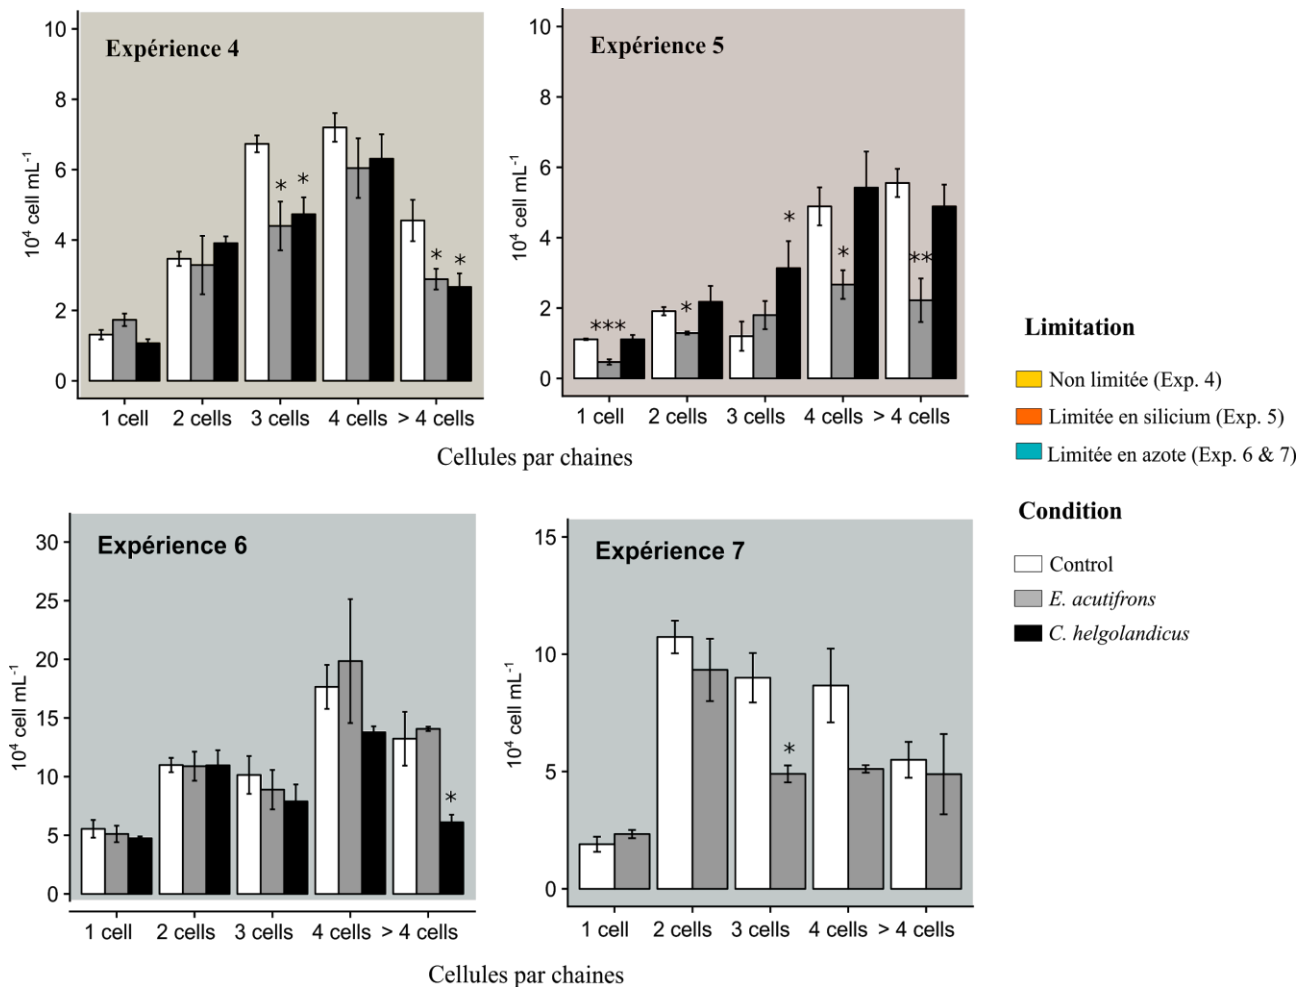 Expérience 4
10
8
6
4
2
0
10⁴ cell mL⁻¹
* *
* *
1 cell 2 cells 3 cells 4 cells > 4 cells
Expérience 5
10
8
6
4
2
0
10⁴ cell mL⁻¹
***
*
*
*
**
1 cell 2 cells 3 cells 4 cells > 4 cells
Cellules par chaines
Expérience 6
30
25
20
15
10
5
0
10⁴ cell mL⁻¹
*
1 cell 2 cells 3 cells 4 cells > 4 cells
Expérience 7
15
10
5
0
10⁴ cell mL⁻¹
*
1 cell 2 cells 3 cells 4 cells > 4 cells
Cellules par chaines
Limitation
Non limitée (Exp. 4)
Limitée en silicium (Exp. 5)
Limitée en azote (Exp. 6 & 7)
Condition
Control
E. acutifrons
C. helgolandicus